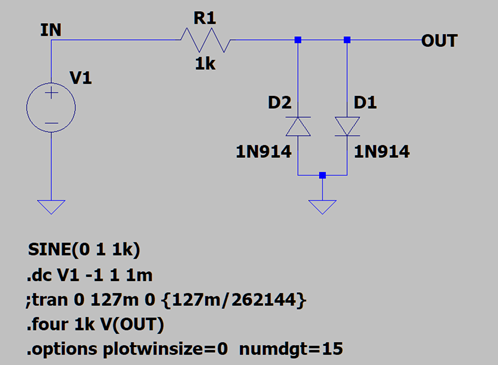 IN
R1
OUT
1k
V1
D2
D1
1N914
1N914
SINE(0 1 1k)
.dc V1 -1 1 1m
;tran 0 127m 0 {127m/262144}
.four 1k V(OUT)
.options plotwinsize=0 numdgt=15